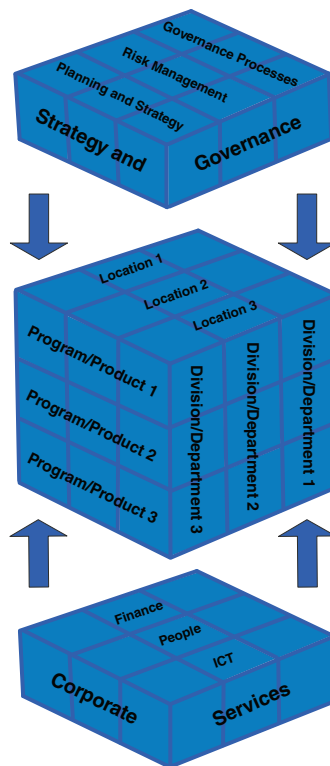 Governance Processes
Risk Management
Planning and Strategy
Strategy and
Governance
Location 1
Location 2
Location 3
Program/Product 1
Program/Product 2
Program/Product 3
Division/Department 3
Division/Department 2
Division/Department 1
Finance
People
ICT
Corporate
Services